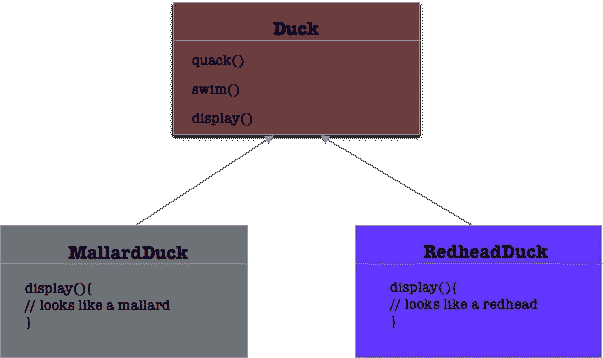 Duck
quack()
swim()
display()
MallardDuck
display(){
// looks like a mallard
}
RedheadDuck
display(){
// looks like a redhead
}